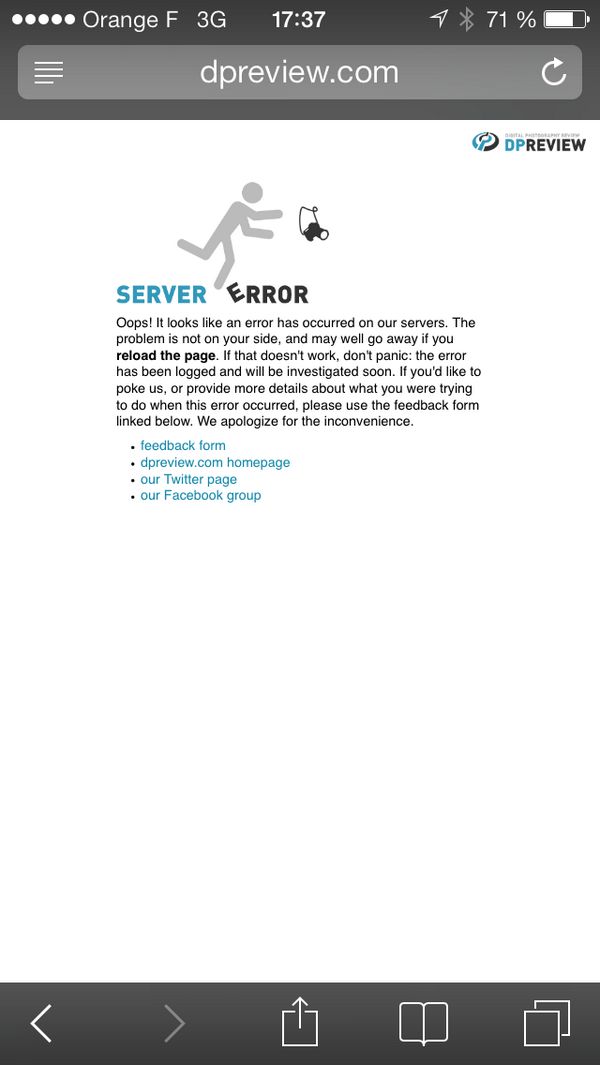 Orange F 3G 17:37 71 %
dpreview.com
DIGITAL PHOTOGRAPHY REVIEW
DPREVIEW
SERVER ERROR
Oops! It looks like an error has occurred on our servers. The
problem is not on your side, and may well go away if you
reload the page. If that doesn't work, don't panic: the error
has been logged and will be investigated soon. If you'd like to
poke us, or provide more details about what you were trying
to do when this error occurred, please use the feedback form
linked below. We apologize for the inconvenience.
• feedback form
• dpreview.com homepage
• our Twitter page
• our Facebook group